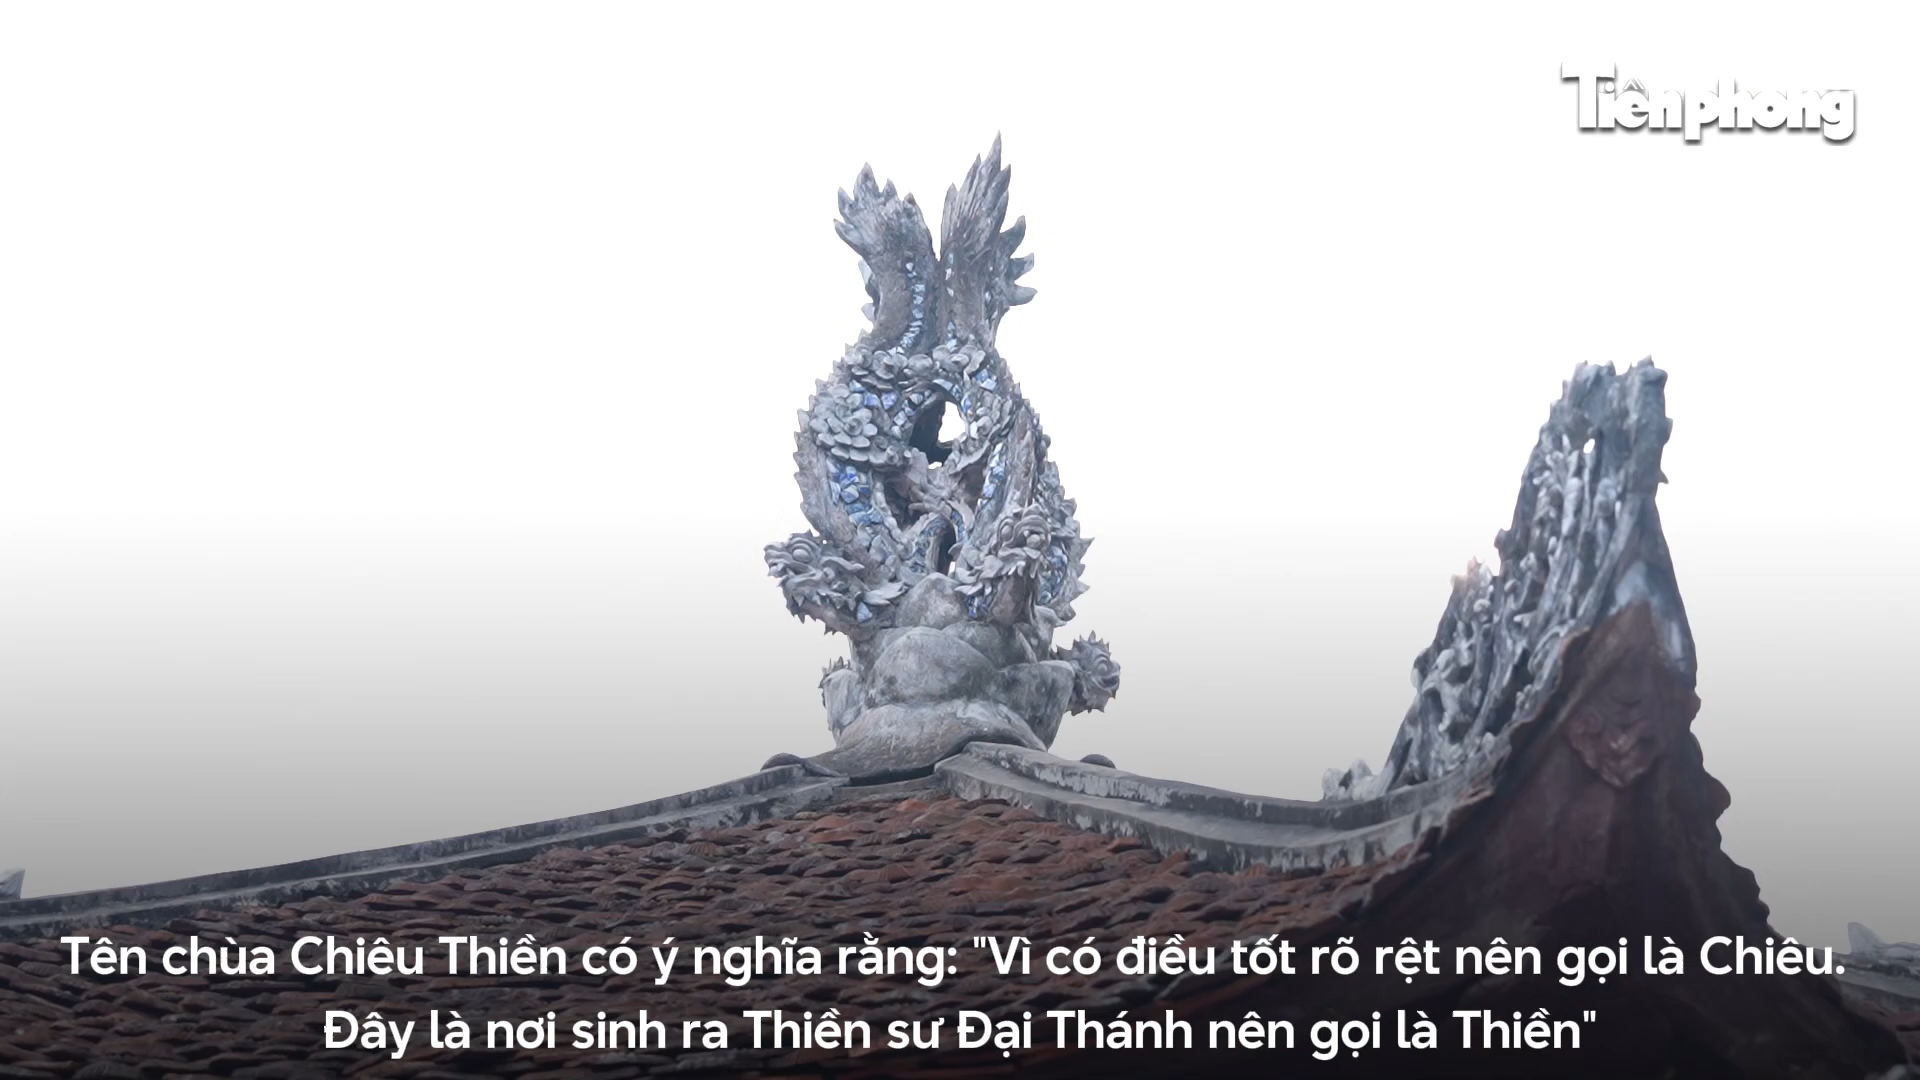 Tiền phong
Tên chùa Chiêu Thiền có ý nghĩa rằng: "Vì có điều tốt rõ rệt nên gọi là Chiêu.
Đây là nơi sinh ra Thiền sư Đại Thánh nên gọi là Thiền"